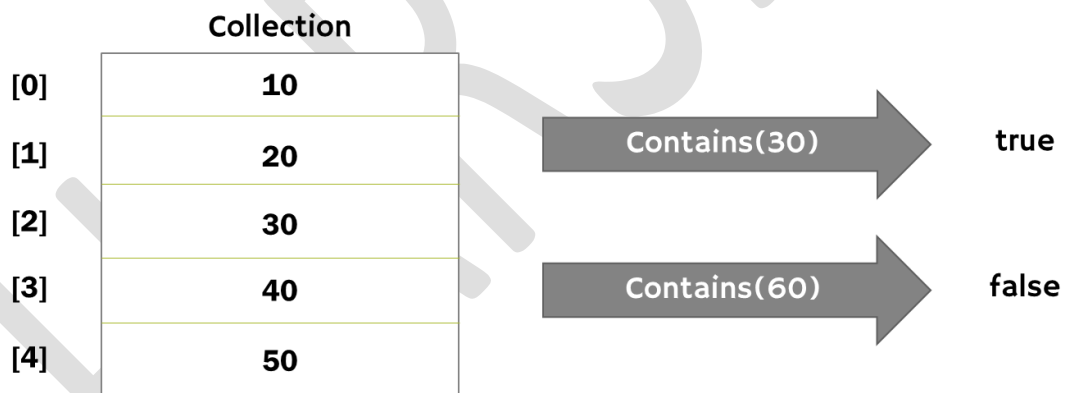 Collection
[0] 10
[1] 20
[2] 30
[3] 40
[4] 50
Contains(30) true
Contains(60) false